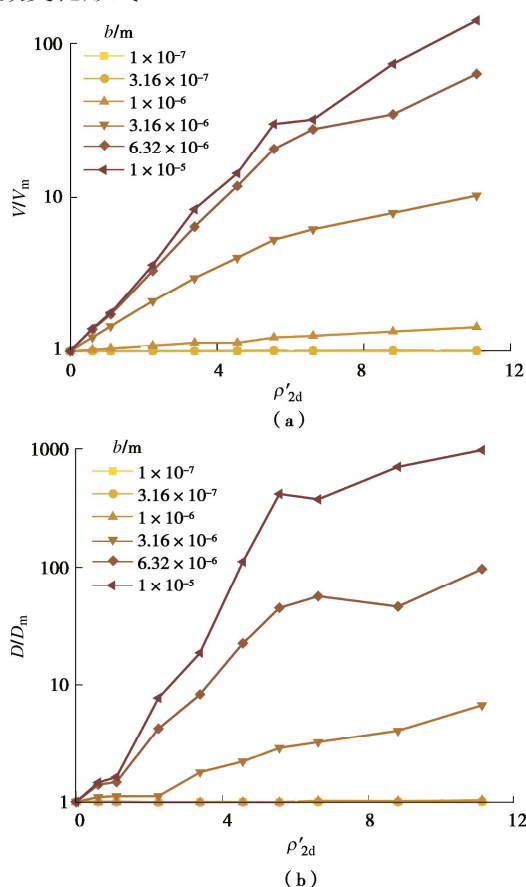 b/m
1 × 10⁻⁷
3.16 × 10⁻⁷
1 × 10⁻⁶
3.16 × 10⁻⁶
6.32 × 10⁻⁶
1 × 10⁻⁵
100
10
1
V/Vₘ
0 4 8 12
ρ′2d
(a)
b/m
1 × 10⁻⁷
3.16 × 10⁻⁷
1 × 10⁻⁶
3.16 × 10⁻⁶
6.32 × 10⁻⁶
1 × 10⁻⁵
1000
100
10
1
D/Dₘ
0 4 8 12
ρ′2d
(b)